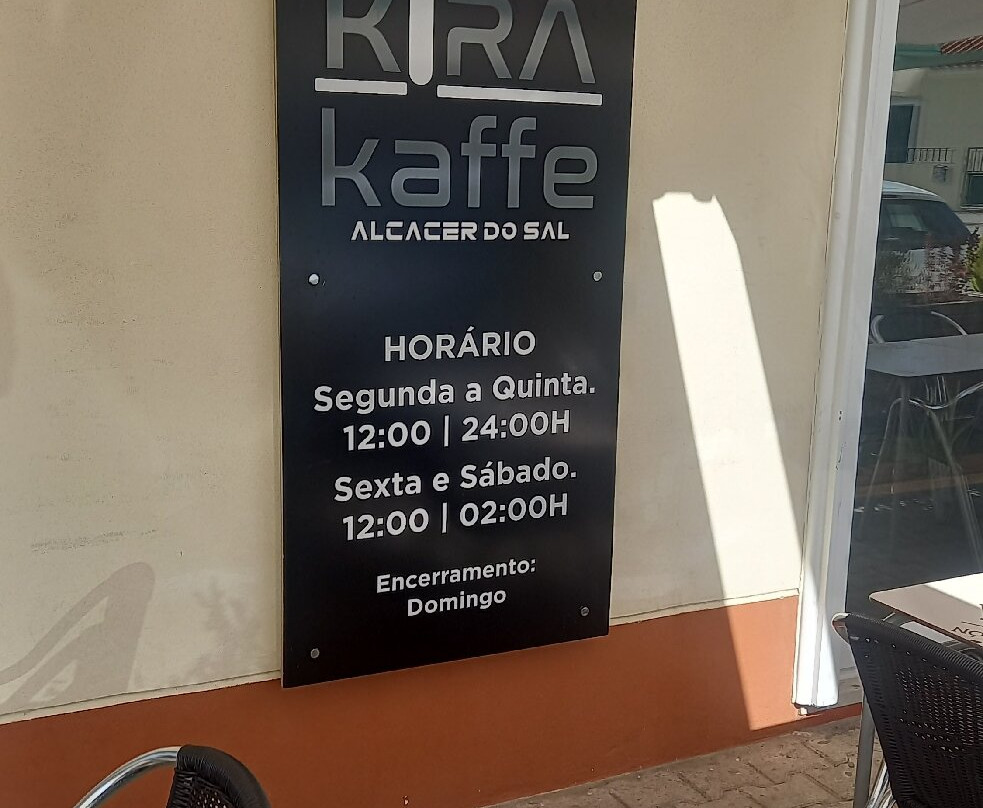 KIRA
kaffe
ALCACER DO SAL
HORÁRIO
Segunda a Quinta.
12:00 | 24:00H
Sexta e Sábado.
12:00 | 02:00H
Encerramento:
Domingo